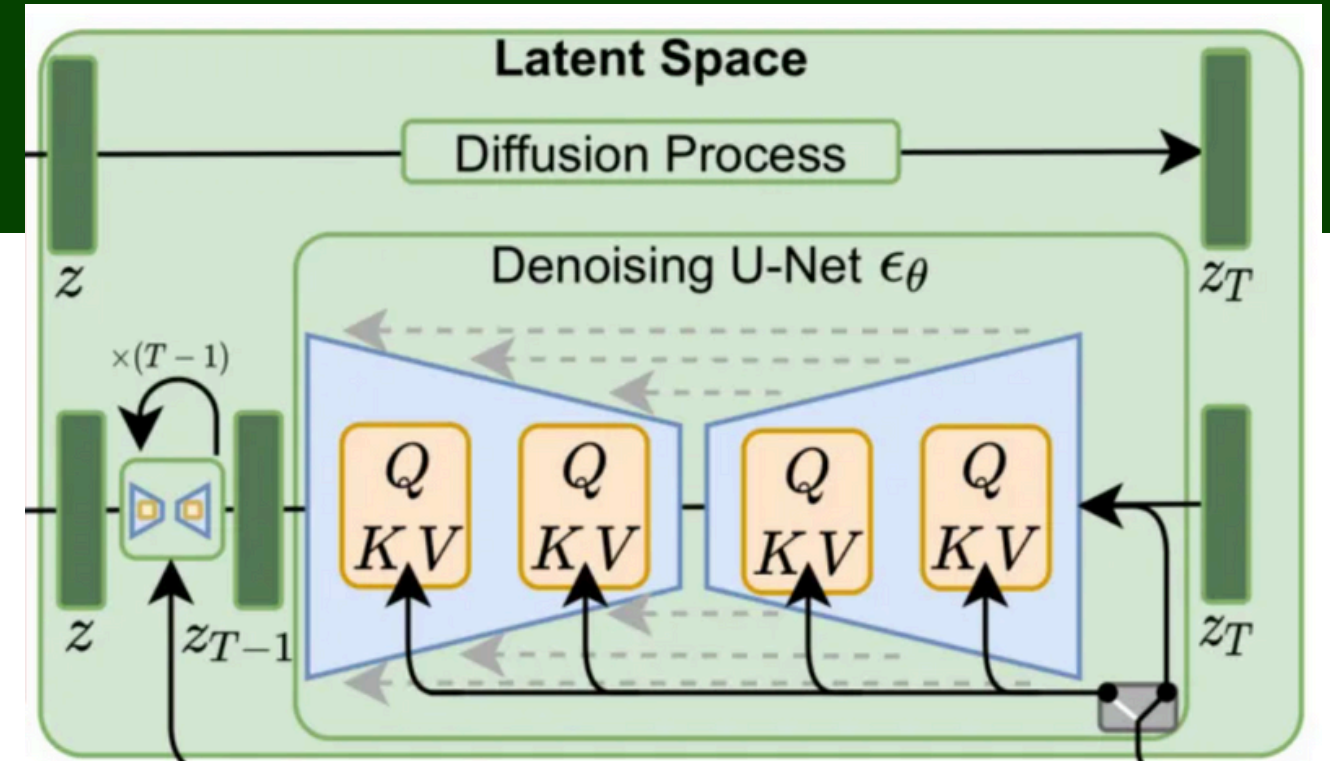 Latent Space
Diffusion Process
z
z_T
Denoising U-Net ϵ_θ
×(T − 1)
Q
KV
Q
KV
Q
KV
Q
KV
z
z_{T−1}
z_T